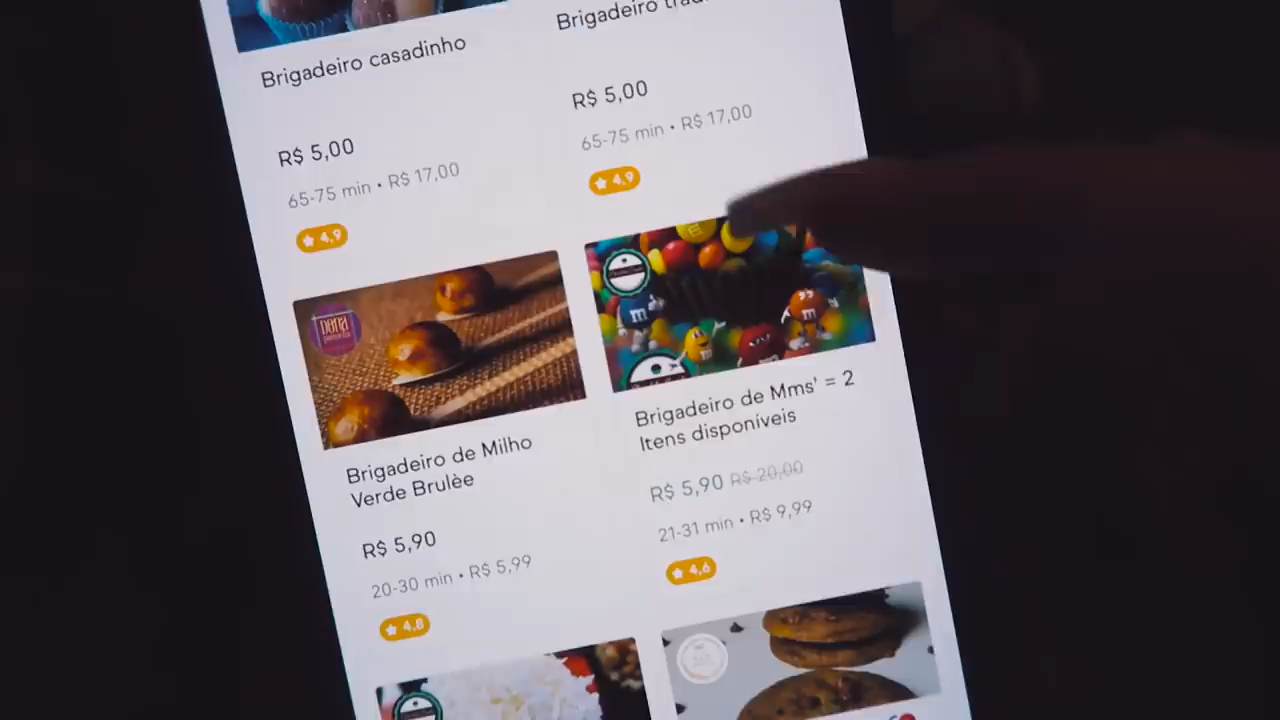 Brigadeiro casadinho
R$ 5,00
65-75 min • R$ 17,00
4,9
Brigadeiro
R$ 5,00
65-75 min • R$ 17,00
4,9
Brigadeiro de Milho
Verde Brulèe
R$ 5,90
20-30 min • R$ 5,99
4,8
m
m
Brigadeiro de Mms' = 2
Itens disponíveis
R$ 5,90 R$ 20,00
21-31 min • R$ 9,99
4,6